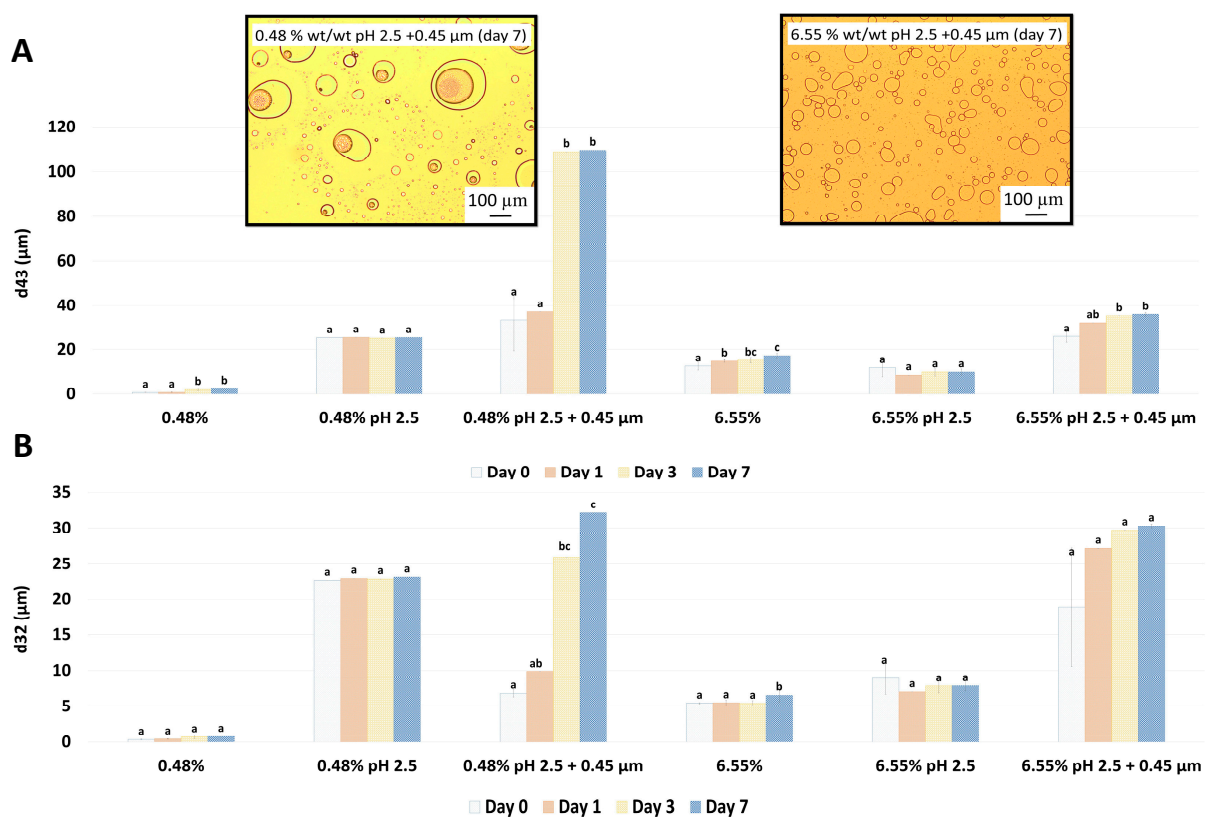 A
0.48 % wt/wt pH 2.5 +0.45 μm (day 7)
100 μm
6.55 % wt/wt pH 2.5 +0.45 μm (day 7)
100 μm
d43 (μm)
120
100
80
60
40
20
0
a a b b
a a a a
a a b b
a b bc c
a a a a
a ab b b
0.48% 0.48% pH 2.5 0.48% pH 2.5 + 0.45 μm 6.55% 6.55% pH 2.5 6.55% pH 2.5 + 0.45 μm
Day 0 Day 1 Day 3 Day 7
B
d32 (μm)
35
30
25
20
15
10
5
0
a a a a
a a a a
a ab bc c
a a a b
a a a a
a a a a
0.48% 0.48% pH 2.5 0.48% pH 2.5 + 0.45 μm 6.55% 6.55% pH 2.5 6.55% pH 2.5 + 0.45 μm
Day 0 Day 1 Day 3 Day 7